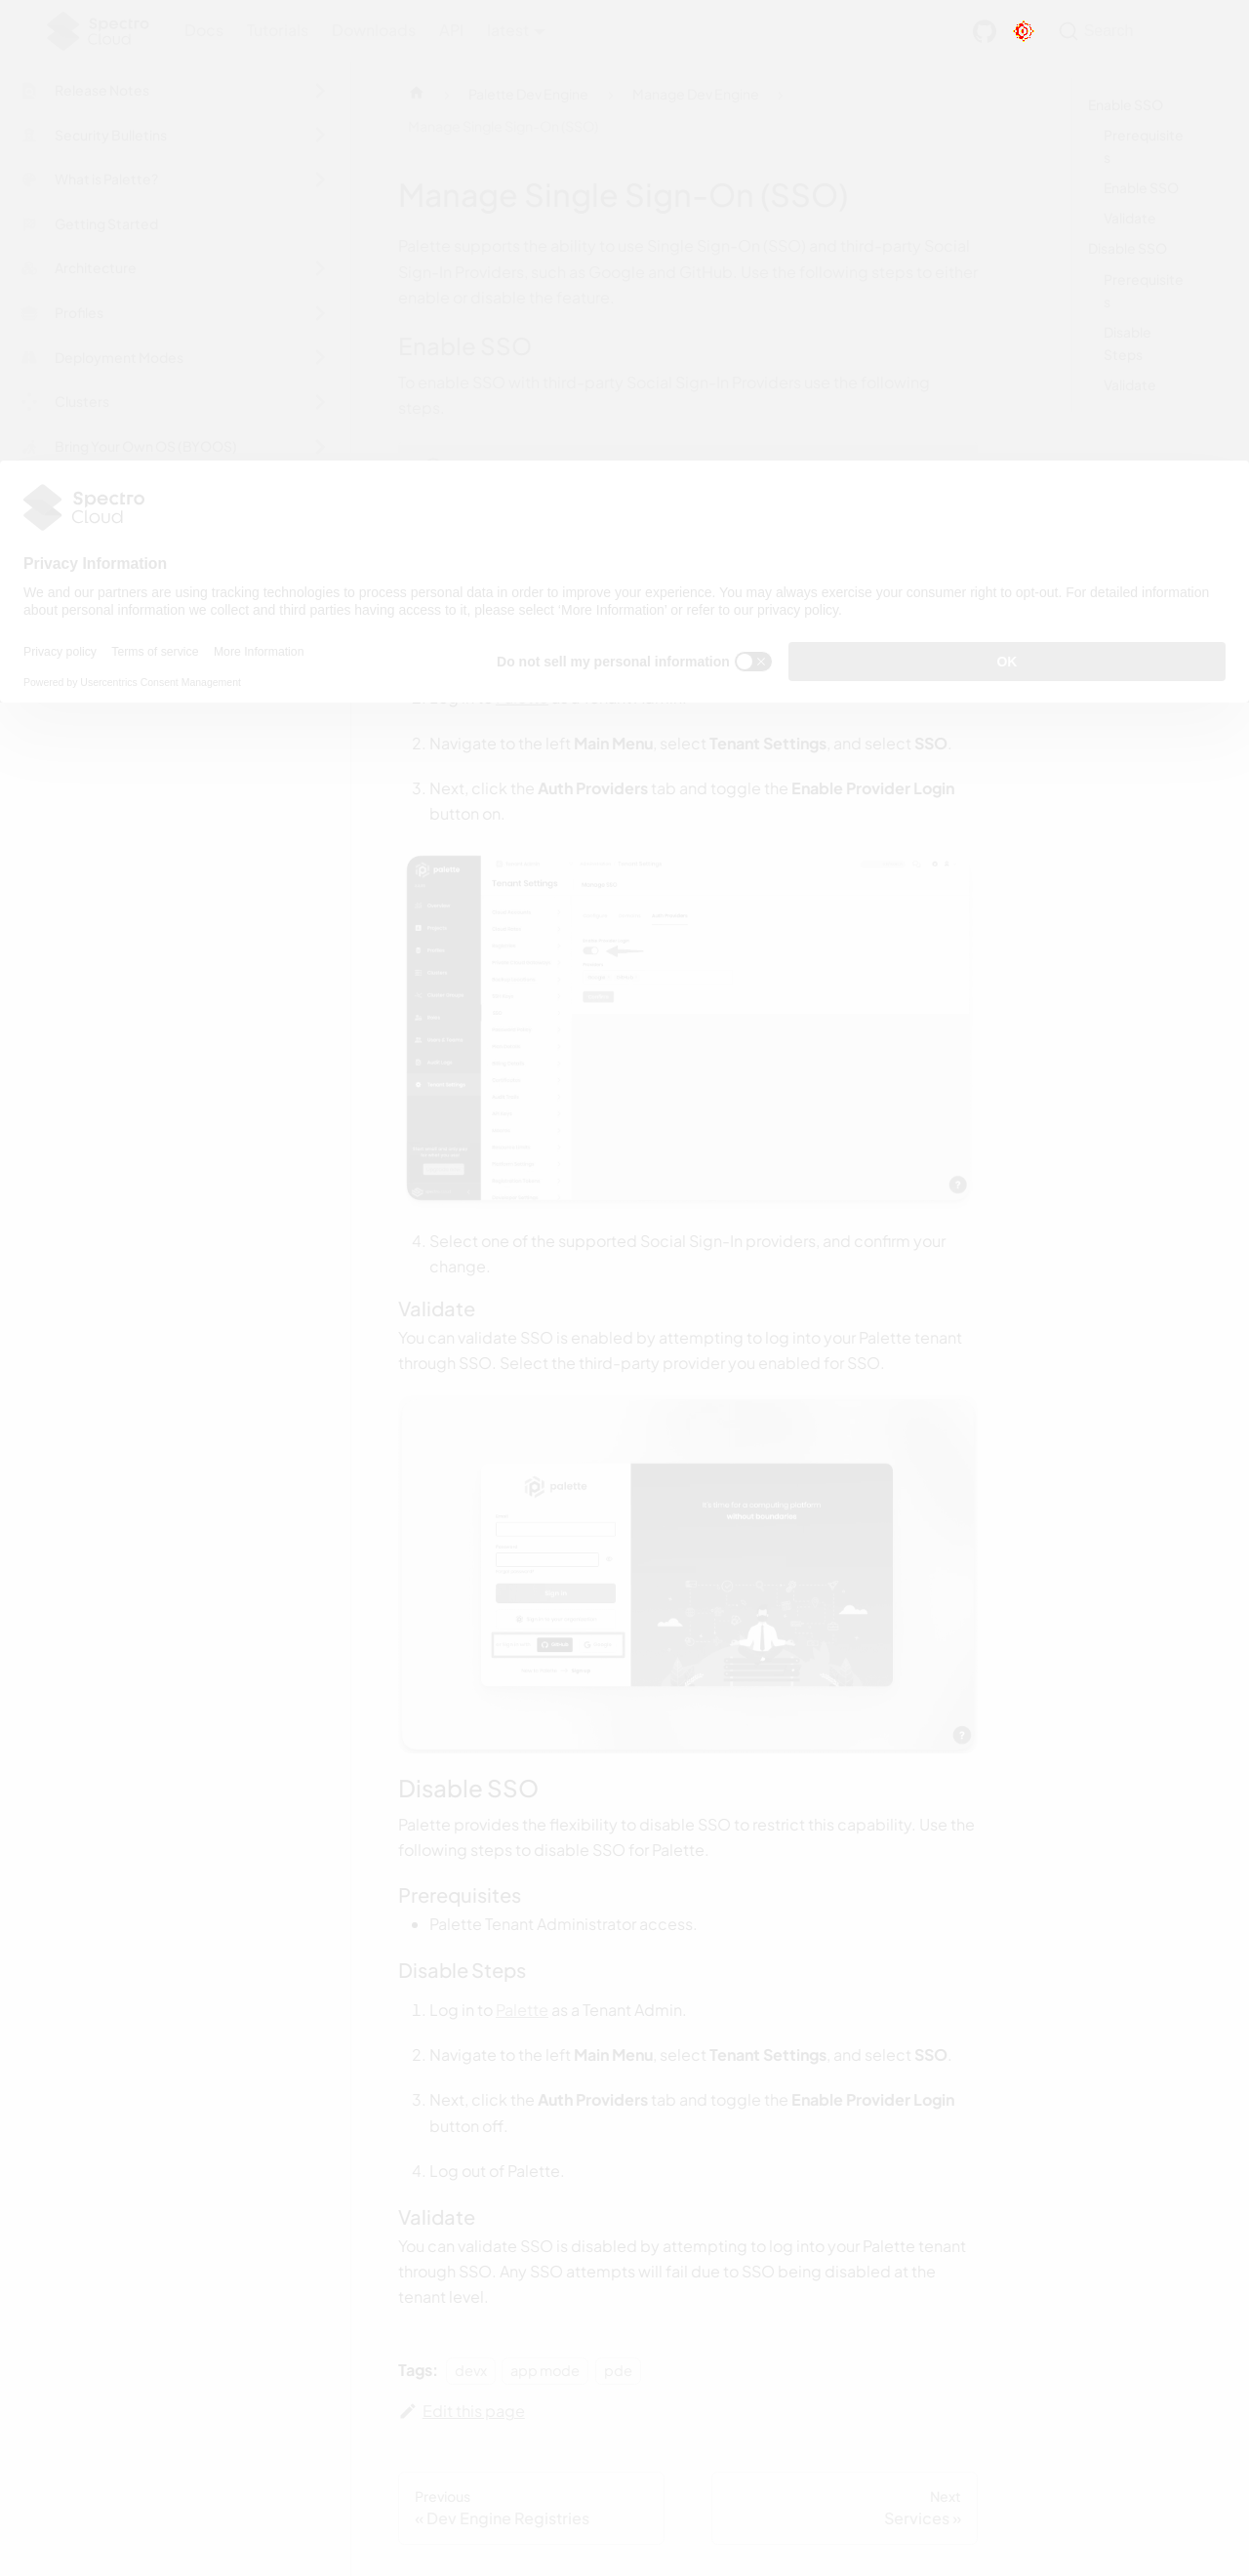 Spectro
Cloud
Docs Tutorials Downloads API Latest
Search
Release Notes
Security Bulletins
What is Palette?
Getting Started
Architecture
Profiles
Deployment Modes
Clusters
Bring Your Own OS (BYOOS)
Palette Dev Engine
Manage Dev Engine
Manage Single Sign-On (SSO)
Palette supports the ability to use Single Sign-On (SSO) and third-party Social
Sign-In Providers, such as Google and GitHub. Use the following steps to either
enable or disable the feature.
Enable SSO
To enable SSO with third-party Social Sign-In Providers use the following
steps.
Enable SSO
Prerequisite
s
Enable SSO
Validate
Disable SSO
Prerequisite
s
Disable
Steps
Validate
Spectro
Cloud
Privacy Information
We and our partners are using tracking technologies to process personal data in order to improve your experience. You may always exercise your consumer right to opt-out. For detailed information
about personal information we collect and third parties having access to it, please select ‘More Information’ or refer to our privacy policy.
Privacy policy Terms of service More Information
Powered by Usercentrics Consent Management
Do not sell my personal information
OK
2. Navigate to the left Main Menu, select Tenant Settings, and select SSO.
3. Next, click the Auth Providers tab and toggle the Enable Provider Login
button on.
palette
Tenant Settings
Manage SSO
Auth Providers
Tenant Settings
4. Select one of the supported Social Sign-In providers, and confirm your
change.
Validate
You can validate SSO is enabled by attempting to log into your Palette tenant
through SSO. Select the third-party provider you enabled for SSO.
palette
It's time for a computing platform
without boundaries
Sign in
Sign up
Disable SSO
Palette provides the flexibility to disable SSO to restrict this capability. Use the
following steps to disable SSO for Palette.
Prerequisites
Palette Tenant Administrator access.
Disable Steps
1. Log in to Palette as a Tenant Admin.
2. Navigate to the left Main Menu, select Tenant Settings, and select SSO.
3. Next, click the Auth Providers tab and toggle the Enable Provider Login
button off.
4. Log out of Palette.
Validate
You can validate SSO is disabled by attempting to log into your Palette tenant
through SSO. Any SSO attempts will fail due to SSO being disabled at the
tenant level.
Tags: devx app mode pde
Edit this page
Previous
« Dev Engine Registries
Next
Services »